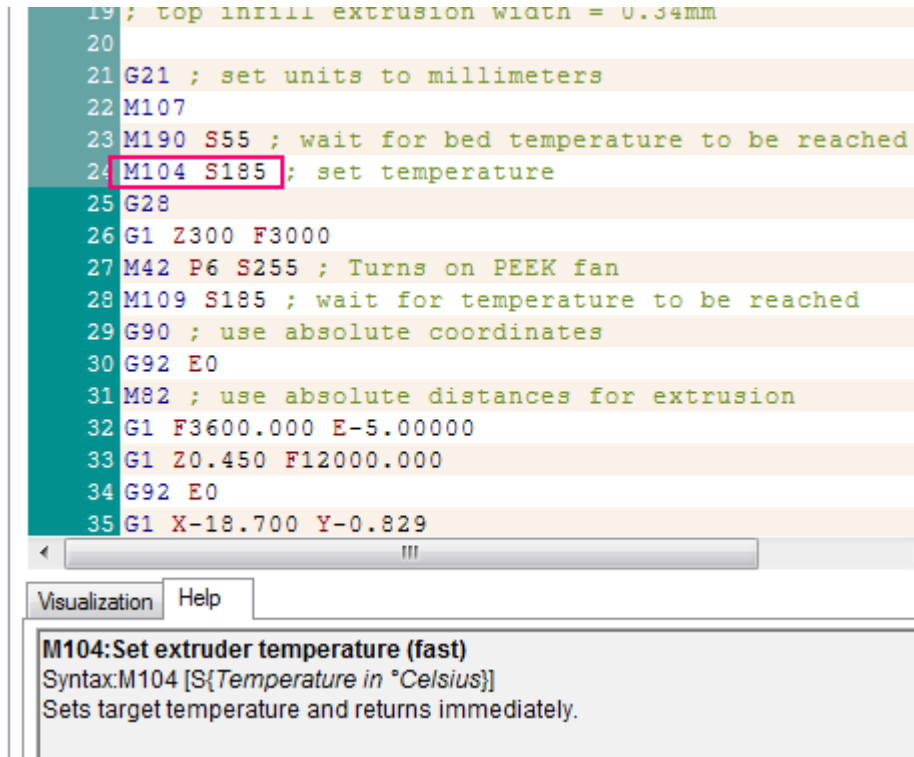 19 ; top infill extrusion width = 0.34mm
20
21 G21 ; set units to millimeters
22 M107
23 M190 S55 ; wait for bed temperature to be reached
24 M104 S185 ; set temperature
25 G28
26 G1 Z300 F3000
27 M42 P6 S255 ; Turns on PEEK fan
28 M109 S185 ; wait for temperature to be reached
29 G90 ; use absolute coordinates
30 G92 E0
31 M82 ; use absolute distances for extrusion
32 G1 F3600.000 E-5.00000
33 G1 Z0.450 F12000.000
34 G92 E0
35 G1 X-18.700 Y-0.829
Visualization Help
M104:Set extruder temperature (fast)
Syntax:M104 [S{Temperature in °Celsius}]
Sets target temperature and returns immediately.